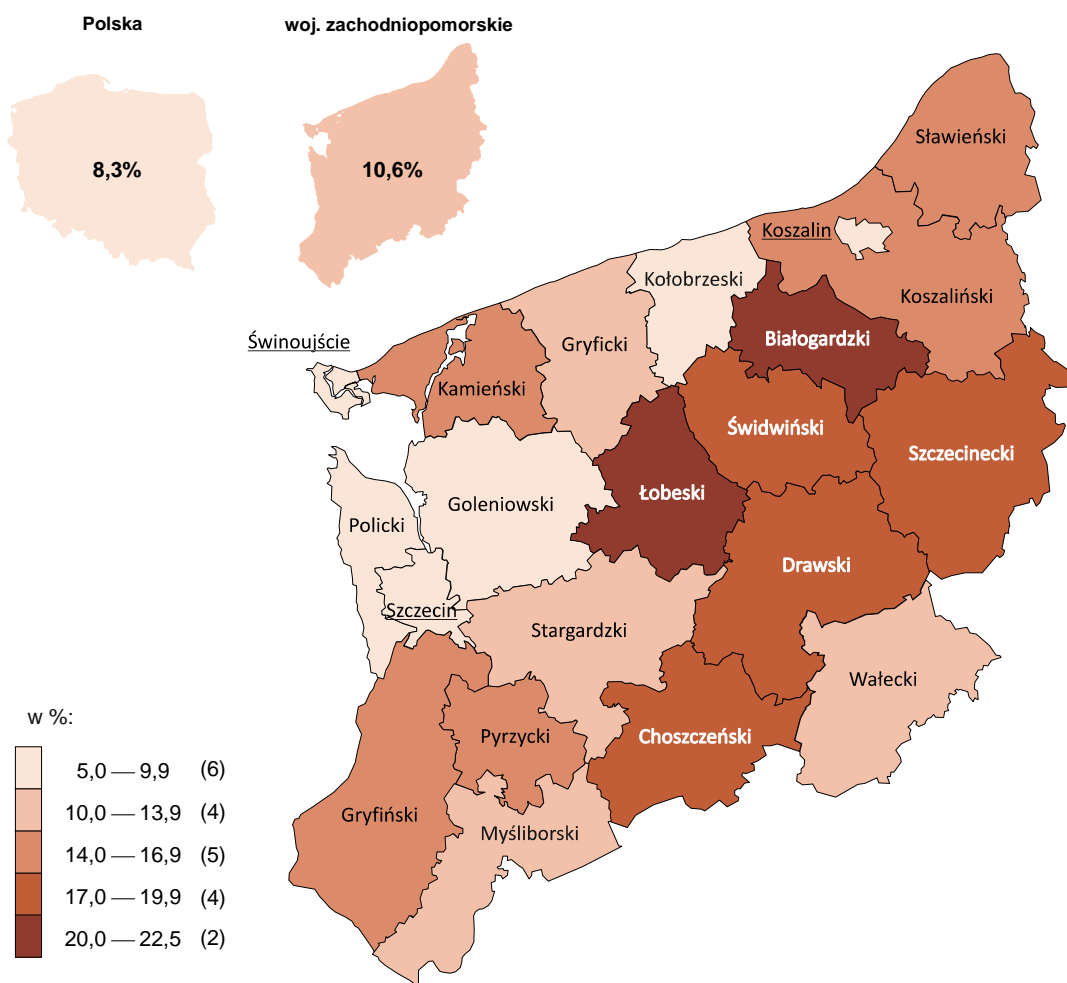 Polska
woj. zachodniopomorskie
8,3%
10,6%
Sławieński
Koszalin
Kołobrzeski
Koszaliński
Świnoujście
Gryficki
Białogardzki
Kamieński
Świdwiński
Szczecinecki
Łobeski
Goleniowski
Policki
Drawski
Szczecin
Stargardzki
Wałecki
Pyrzycki
Choszczeński
Gryfiński
Myśliborski
w %:
5,0 — 9,9 (6)
10,0 — 13,9 (4)
14,0 — 16,9 (5)
17,0 — 19,9 (4)
20,0 — 22,5 (2)